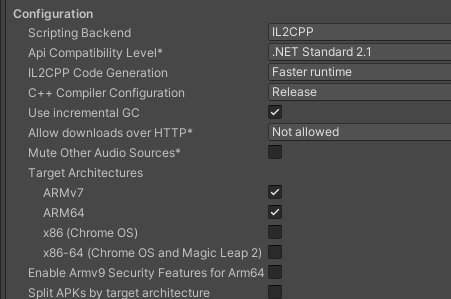 Configuration
Scripting Backend IL2CPP
Api Compatibility Level* .NET Standard 2.1
IL2CPP Code Generation Faster runtime
C++ Compiler Configuration Release
Use incremental GC
Allow downloads over HTTP* Not allowed
Mute Other Audio Sources*
Target Architectures
ARMv7
ARM64
x86 (Chrome OS)
x86-64 (Chrome OS and Magic Leap 2)
Enable Armv9 Security Features for Arm64
Split APKs by target architecture